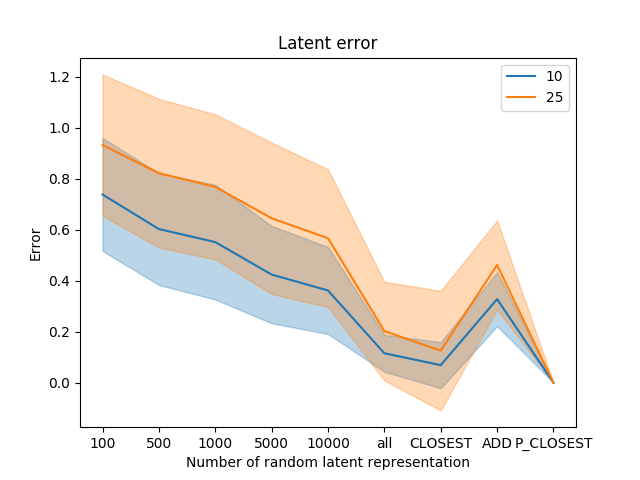 Latent error
10
25
1.2
1.0
0.8
0.6
0.4
0.2
0.0
Error
100 500 1000 5000 10000 all CLOSEST ADD P_CLOSEST
Number of random latent representation